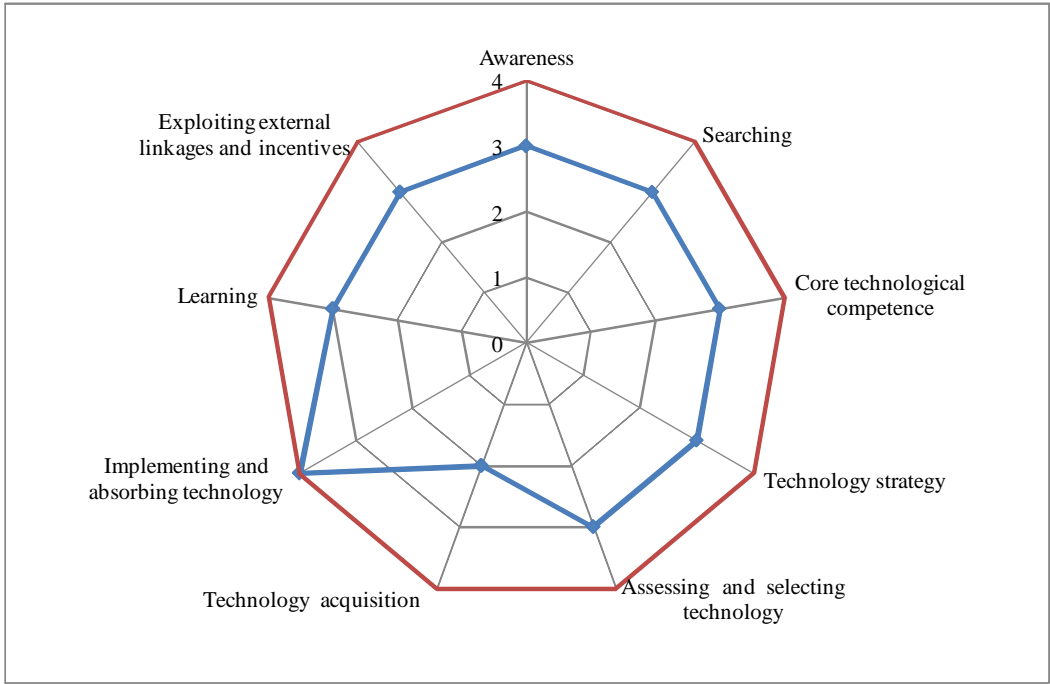 Awareness
4
Exploiting external
linkages and incentives
Searching
3
2
1
0
Learning
Core technological
competence
Implementing and
absorbing technology
Technology strategy
Technology acquisition
Assessing and selecting
technology